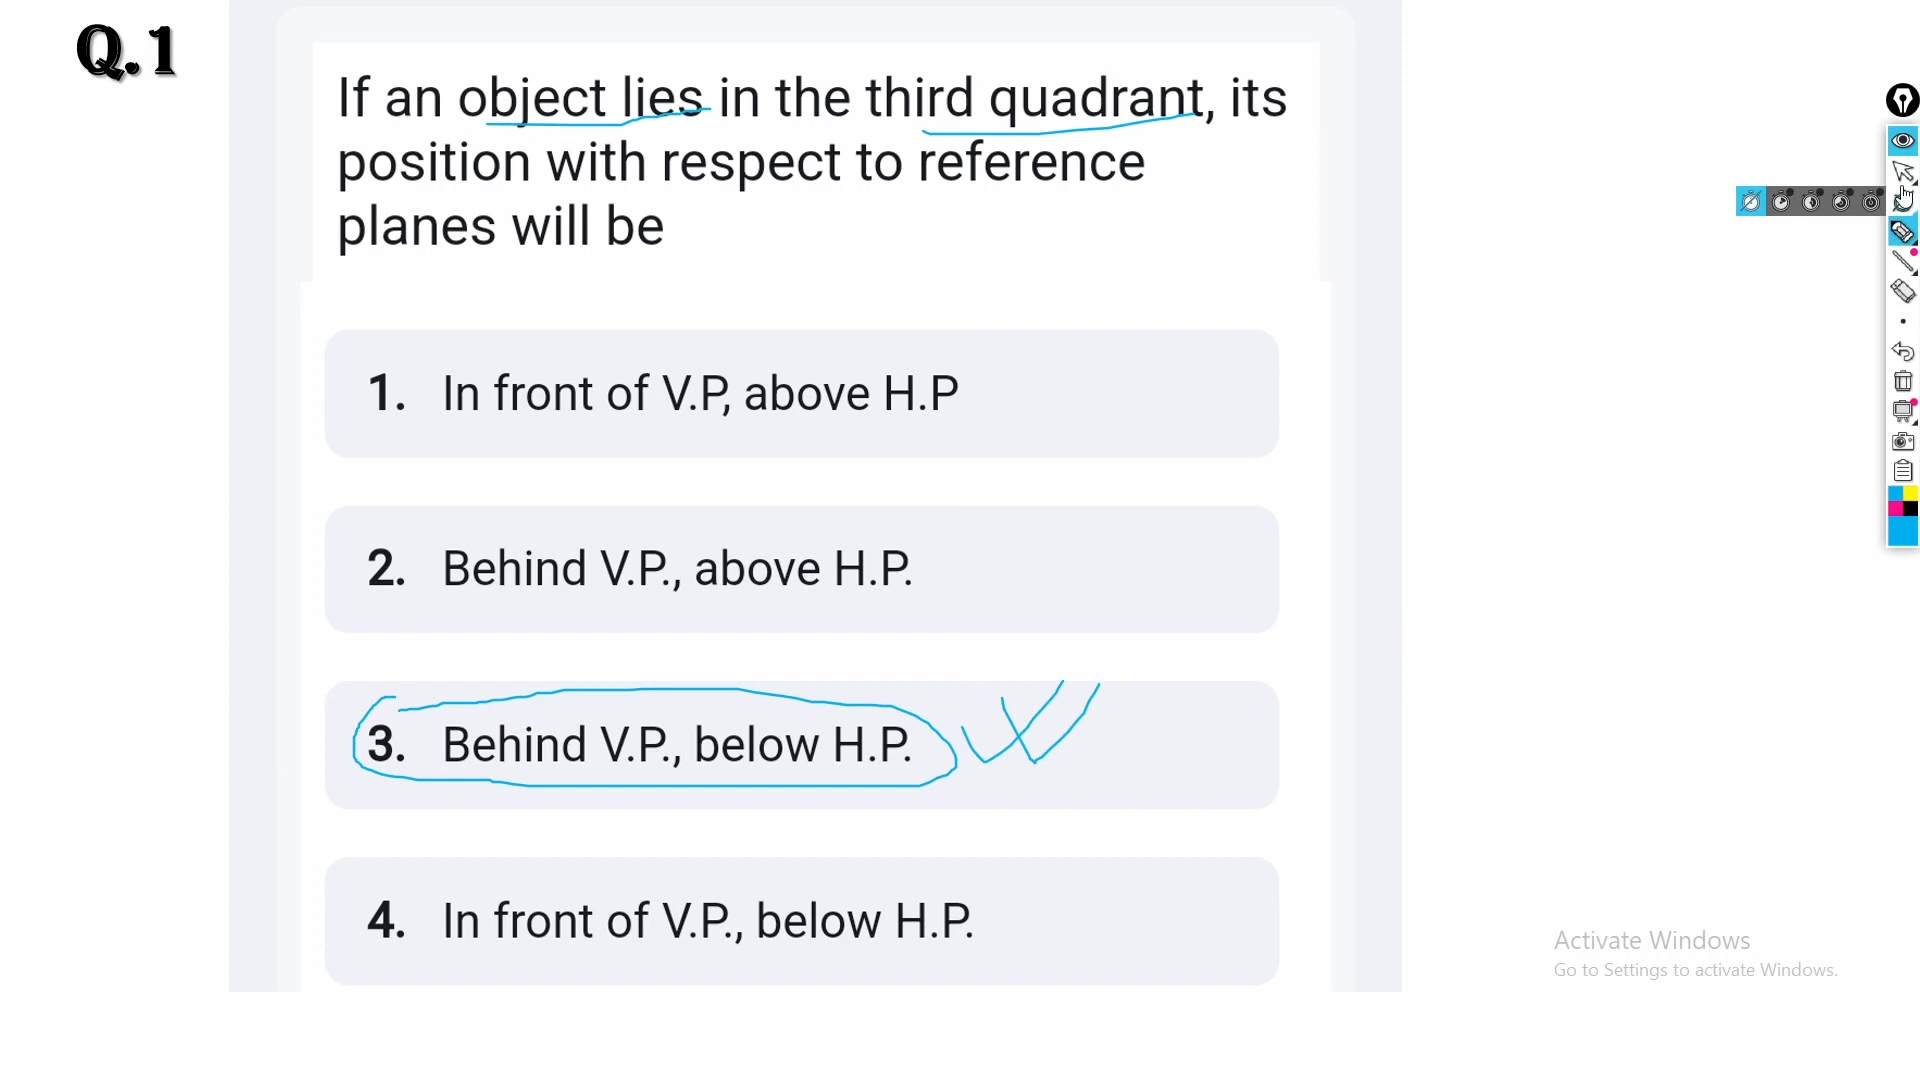 Q.1
If an object lies in the third quadrant, its
position with respect to reference
planes will be
1. In front of V.P, above H.P
2. Behind V.P., above H.P.
3. Behind V.P., below H.P.
4. In front of V.P., below H.P.
Activate Windows
Go to Settings to activate Windows.